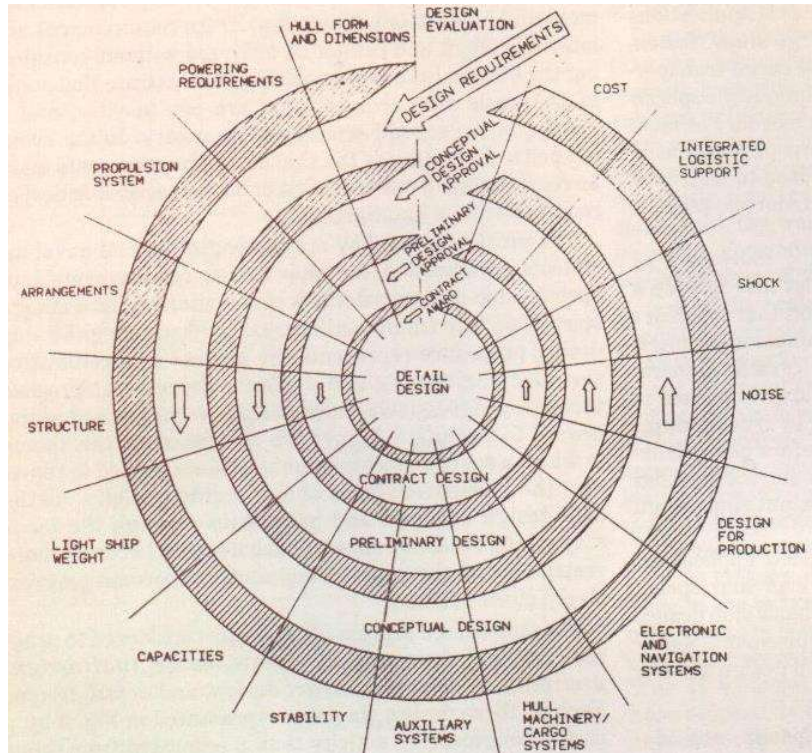 HULL FORM
AND DIMENSIONS
DESIGN
EVALUATION
DESIGN REQUIREMENTS
COST
INTEGRATED
LOGISTIC
SUPPORT
SHOCK
NOISE
DESIGN
FOR
PRODUCTION
ELECTRONIC
AND
NAVIGATION
SYSTEMS
HULL
MACHINERY/
CARGO
SYSTEMS
AUXILIARY
SYSTEMS
STABILITY
CAPACITIES
LIGHT SHIP
WEIGHT
STRUCTURE
ARRANGEMENTS
PROPULSION
SYSTEM
POWERING
REQUIREMENTS
CONCEPTUAL
DESIGN
APPROVAL
PRELIMINARY
DESIGN
APPROVAL
CONTRACT
AWARD
DETAIL
DESIGN
CONTRACT DESIGN
PRELIMINARY DESIGN
CONCEPTUAL DESIGN